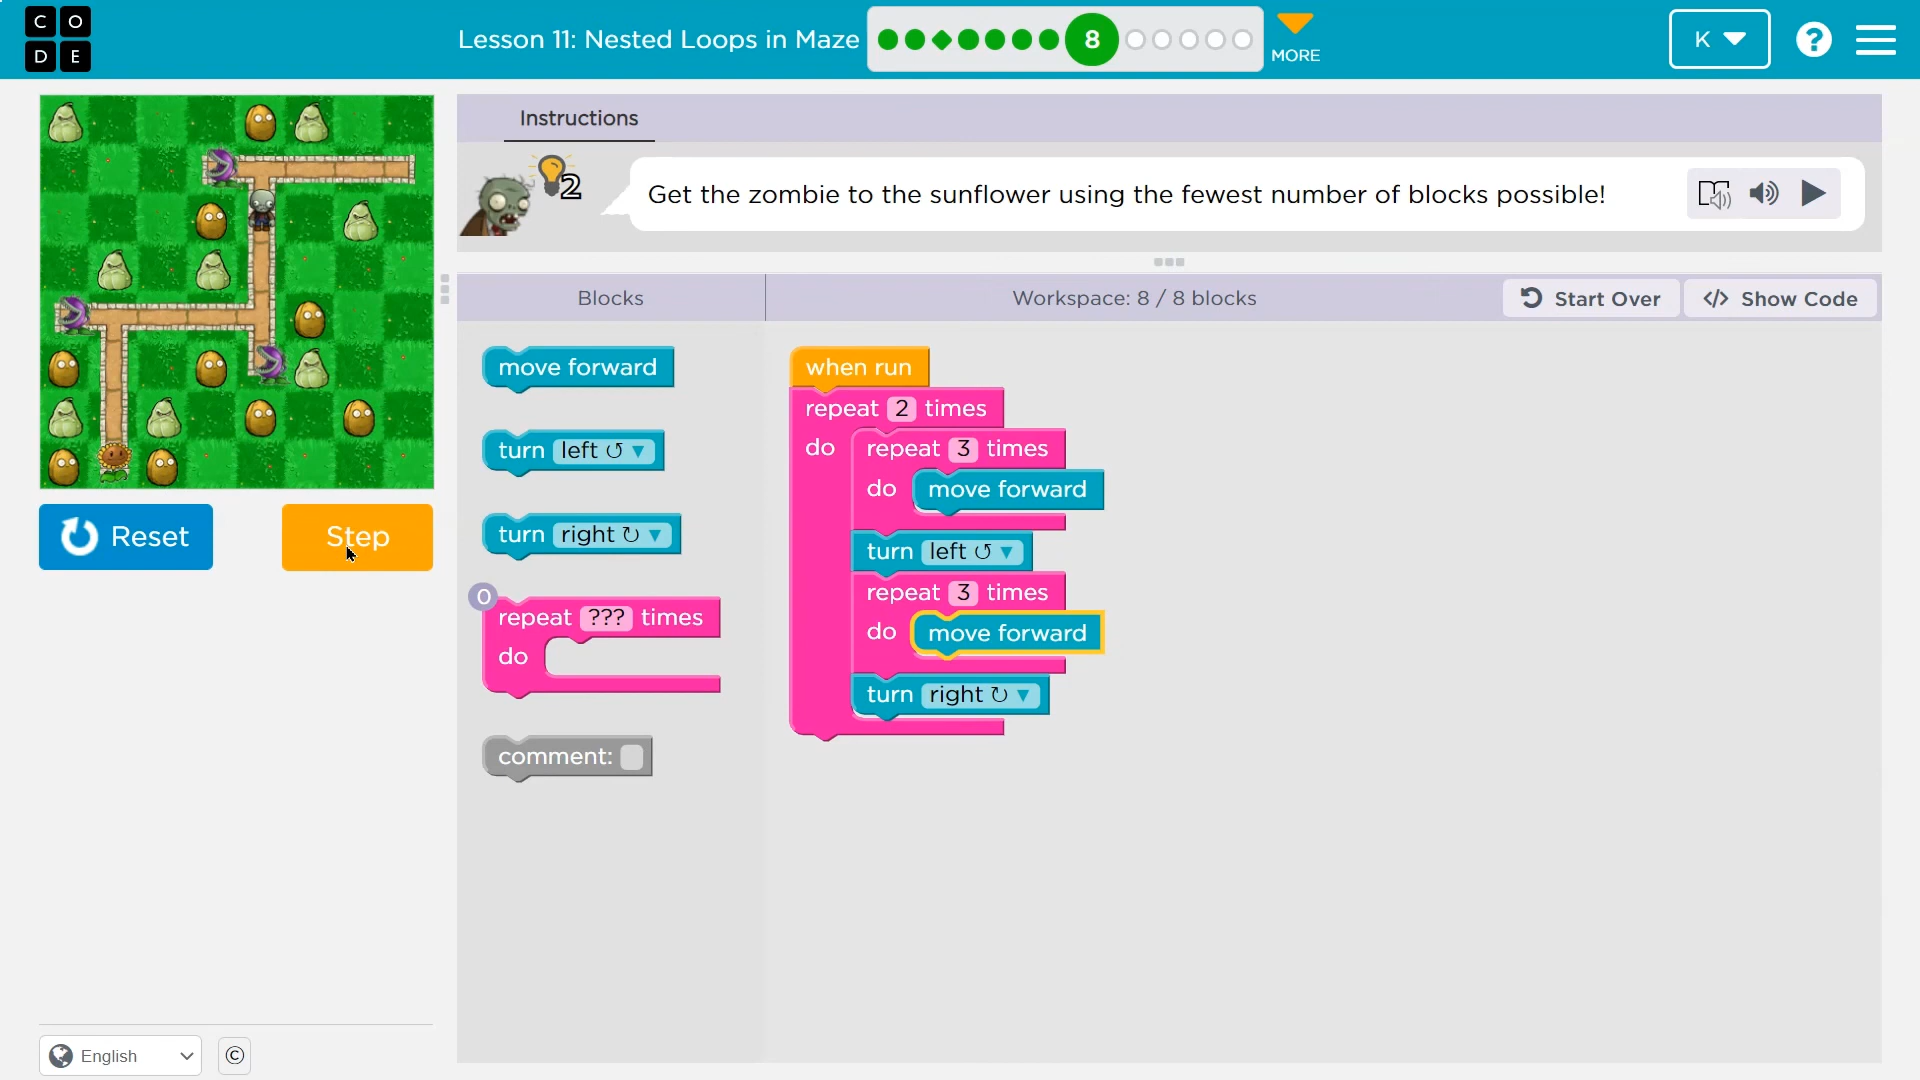 C O
D E
Lesson 11: Nested Loops in Maze
8
MORE
K
?
Instructions
2
Get the zombie to the sunflower using the fewest number of blocks possible!
Blocks
Workspace: 8 / 8 blocks
Start Over
</> Show Code
Reset
Step
move forward
turn left ↺ ▼
turn right ↻ ▼
0
repeat ??? times
do
comment:
when run
repeat 2 times
do
repeat 3 times
do move forward
turn left ↺ ▼
repeat 3 times
do move forward
turn right ↻ ▼
English
©